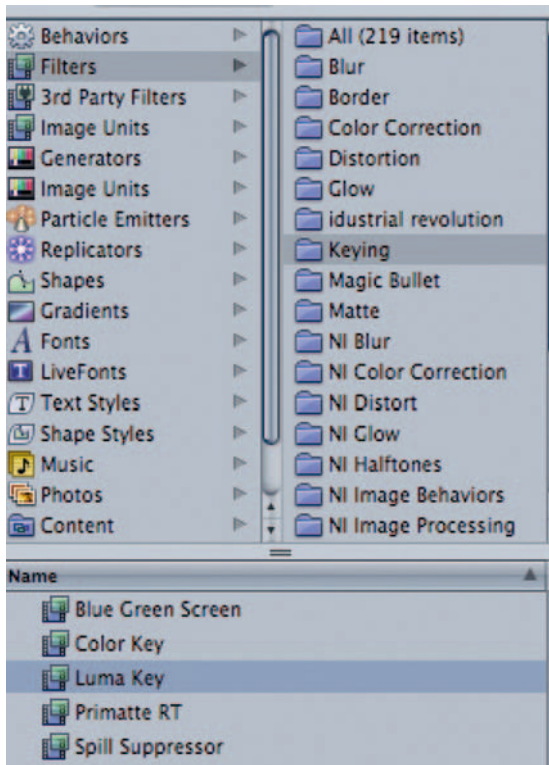 Behaviors
Filters
3rd Party Filters
Image Units
Generators
Image Units
Particle Emitters
Replicators
Shapes
Gradients
Fonts
LiveFonts
Text Styles
Shape Styles
Music
Photos
Content
All (219 items)
Blur
Border
Color Correction
Distortion
Glow
idustrial revolution
Keying
Magic Bullet
Matte
NI Blur
NI Color Correction
NI Distort
NI Glow
NI Halftones
NI Image Behaviors
NI Image Processing
Name
Blue Green Screen
Color Key
Luma Key
Primatte RT
Spill Suppressor